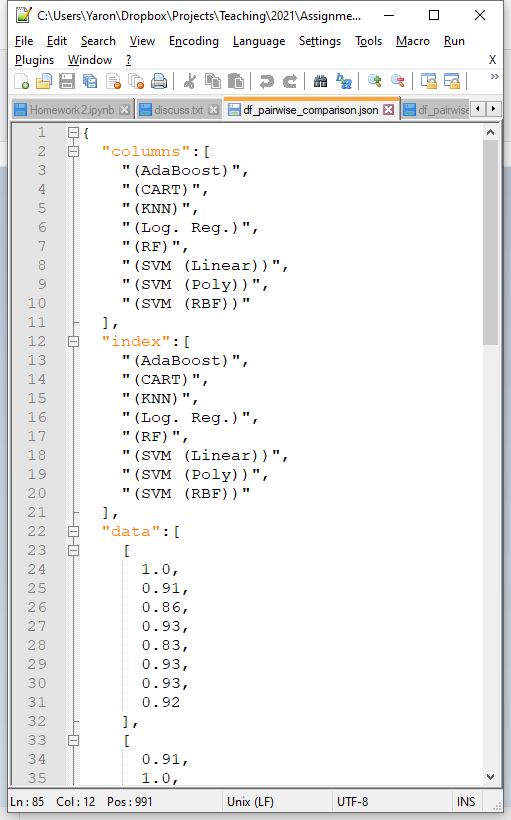 C:\Users\Yaron\Dropbox\Projects\Teaching\2021\Assignme...
File Edit Search View Encoding Language Settings Tools Macro Run
Plugins Window ? X
Homework2.ipynb discuss.txt df_pairwise_comparison.json df_pairwise
1 {
2 "columns":[
3 "(AdaBoost)",
4 "(CART)",
5 "(KNN)",
6 "(Log. Reg.)",
7 "(RF)",
8 "(SVM (Linear))",
9 "(SVM (Poly))",
10 "(SVM (RBF))"
11 ],
12 "index":[
13 "(AdaBoost)",
14 "(CART)",
15 "(KNN)",
16 "(Log. Reg.)",
17 "(RF)",
18 "(SVM (Linear))",
19 "(SVM (Poly))",
20 "(SVM (RBF))"
21 ],
22 "data":[
23 [
24 1.0,
25 0.91,
26 0.86,
27 0.93,
28 0.83,
29 0.93,
30 0.93,
31 0.92
32 ],
33 [
34 0.91,
35 1.0,
Ln : 85 Col : 12 Pos : 991 Unix (LF) UTF-8 INS